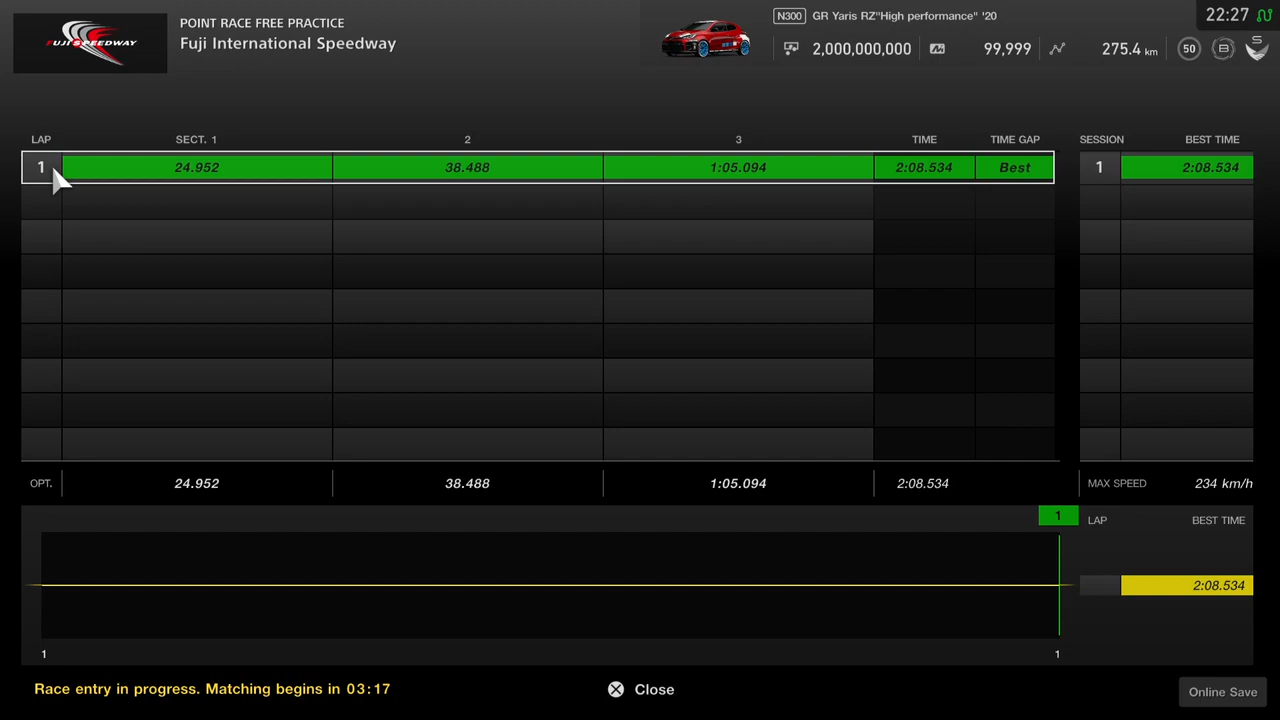 FUJI SPEEDWAY
POINT RACE FREE PRACTICE
Fuji International Speedway
N300 GR Yaris RZ"High performance" '20
2,000,000,000 99,999 275.4 km 50 B S
22:27
LAP SECT. 1 2 3 TIME TIME GAP SESSION BEST TIME
1 24.952 38.488 1:05.094 2:08.534 Best 1 2:08.534
OPT. 24.952 38.488 1:05.094 2:08.534 MAX SPEED 234 km/h
1 LAP BEST TIME
2:08.534
1 1
Race entry in progress. Matching begins in 03:17
Close
Online Save